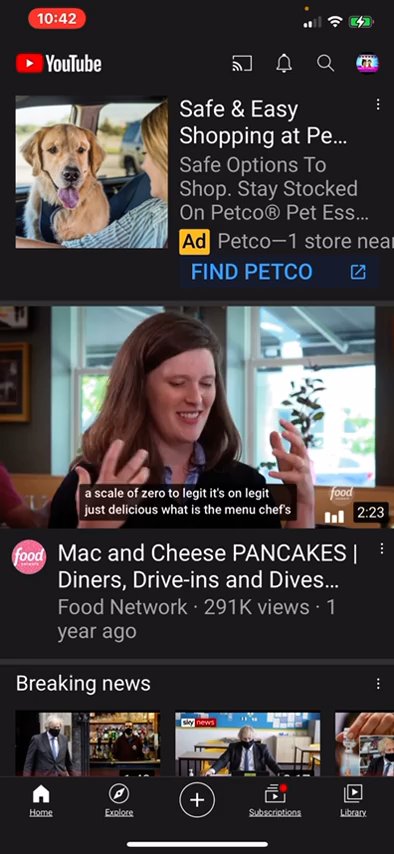 10:42
YouTube
Safe & Easy
Shopping at Pe...
Safe Options To
Shop. Stay Stocked
On Petco® Pet Ess...
Ad Petco—1 store near
FIND PETCO
a scale of zero to legit it's on legit
just delicious what is the menu chef's
food
2:23
food
network
Mac and Cheese PANCAKES |
Diners, Drive-ins and Dives...
Food Network · 291K views · 1
year ago
Breaking news
sky news
Home
Explore
Subscriptions
Library